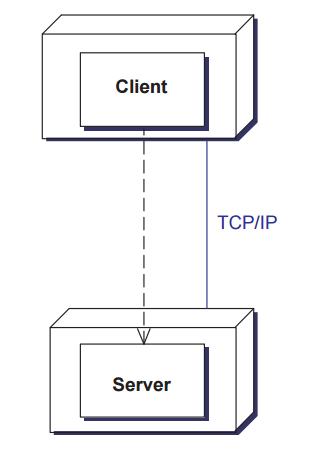 Client
TCP/IP
Server